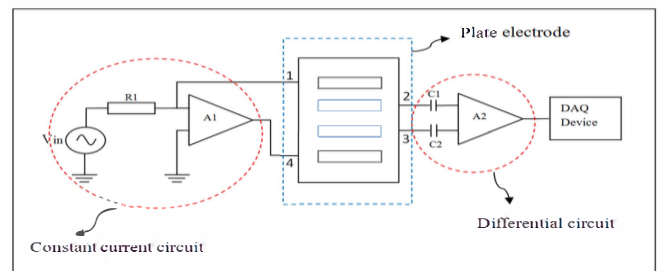 Plate electrode
1
R1
2
C1
A1
A2
DAQ
Device
Vin
3
C2
4
Differential circuit
Constant current circuit